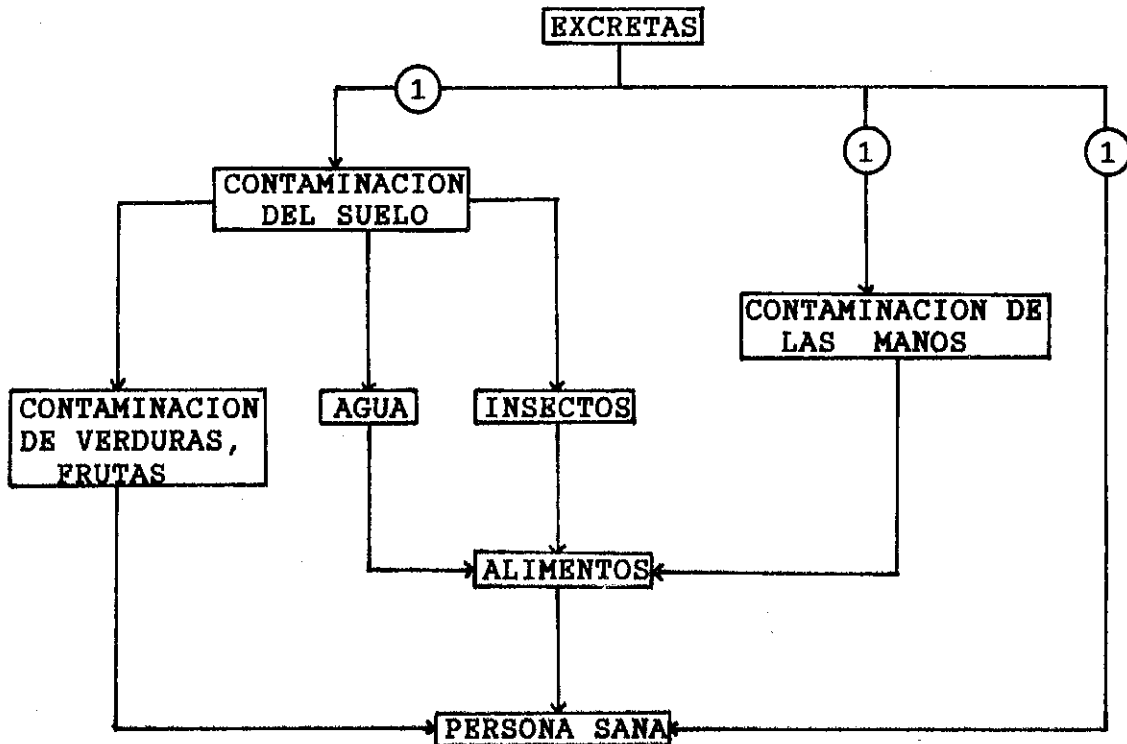 EXCRETAS
1
1
1
CONTAMINACION
DEL SUELO
CONTAMINACION DE
LAS MANOS
CONTAMINACION
DE VERDURAS,
FRUTAS
AGUA
INSECTOS
ALIMENTOS
PERSONA SANA